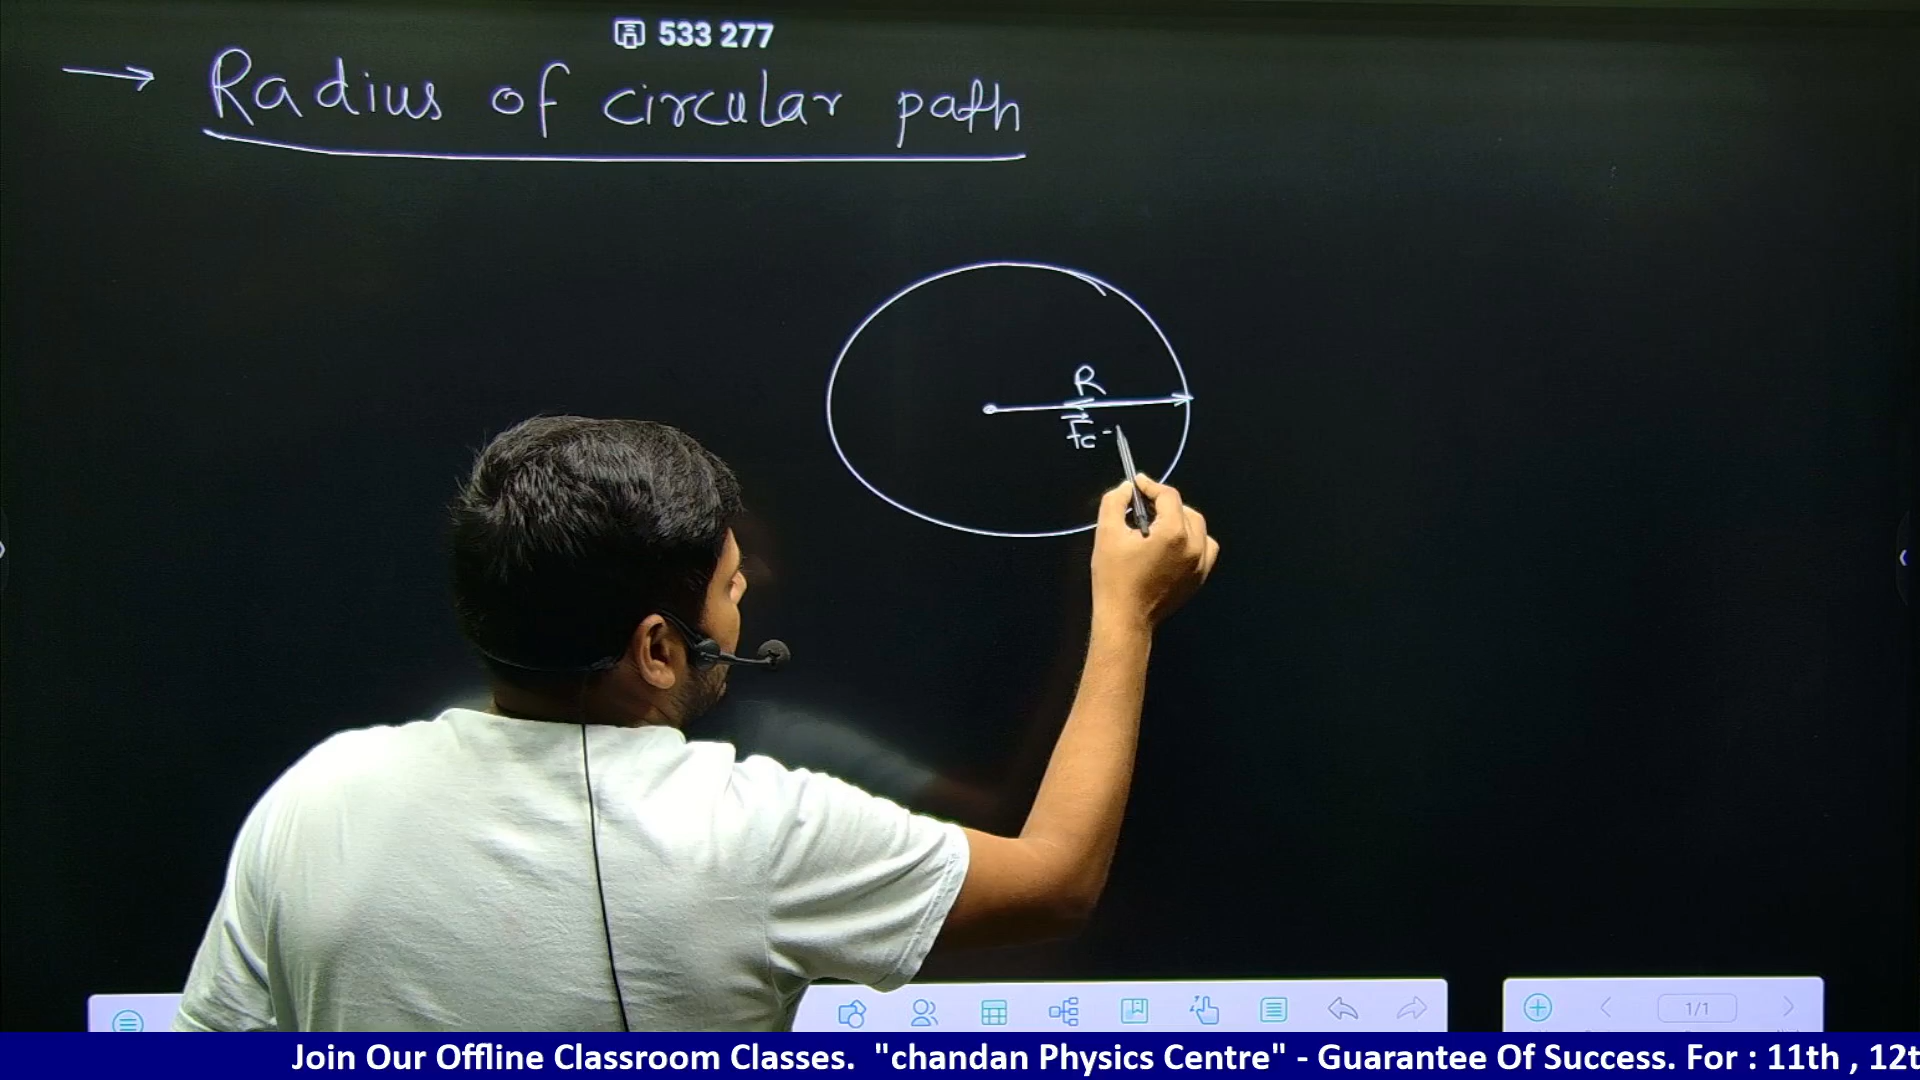 533 277
→ Radius of circular path
R
Fc -
1/1
Join Our Offline Classroom Classes. "chandan Physics Centre" - Guarantee Of Success. For : 11th , 12t